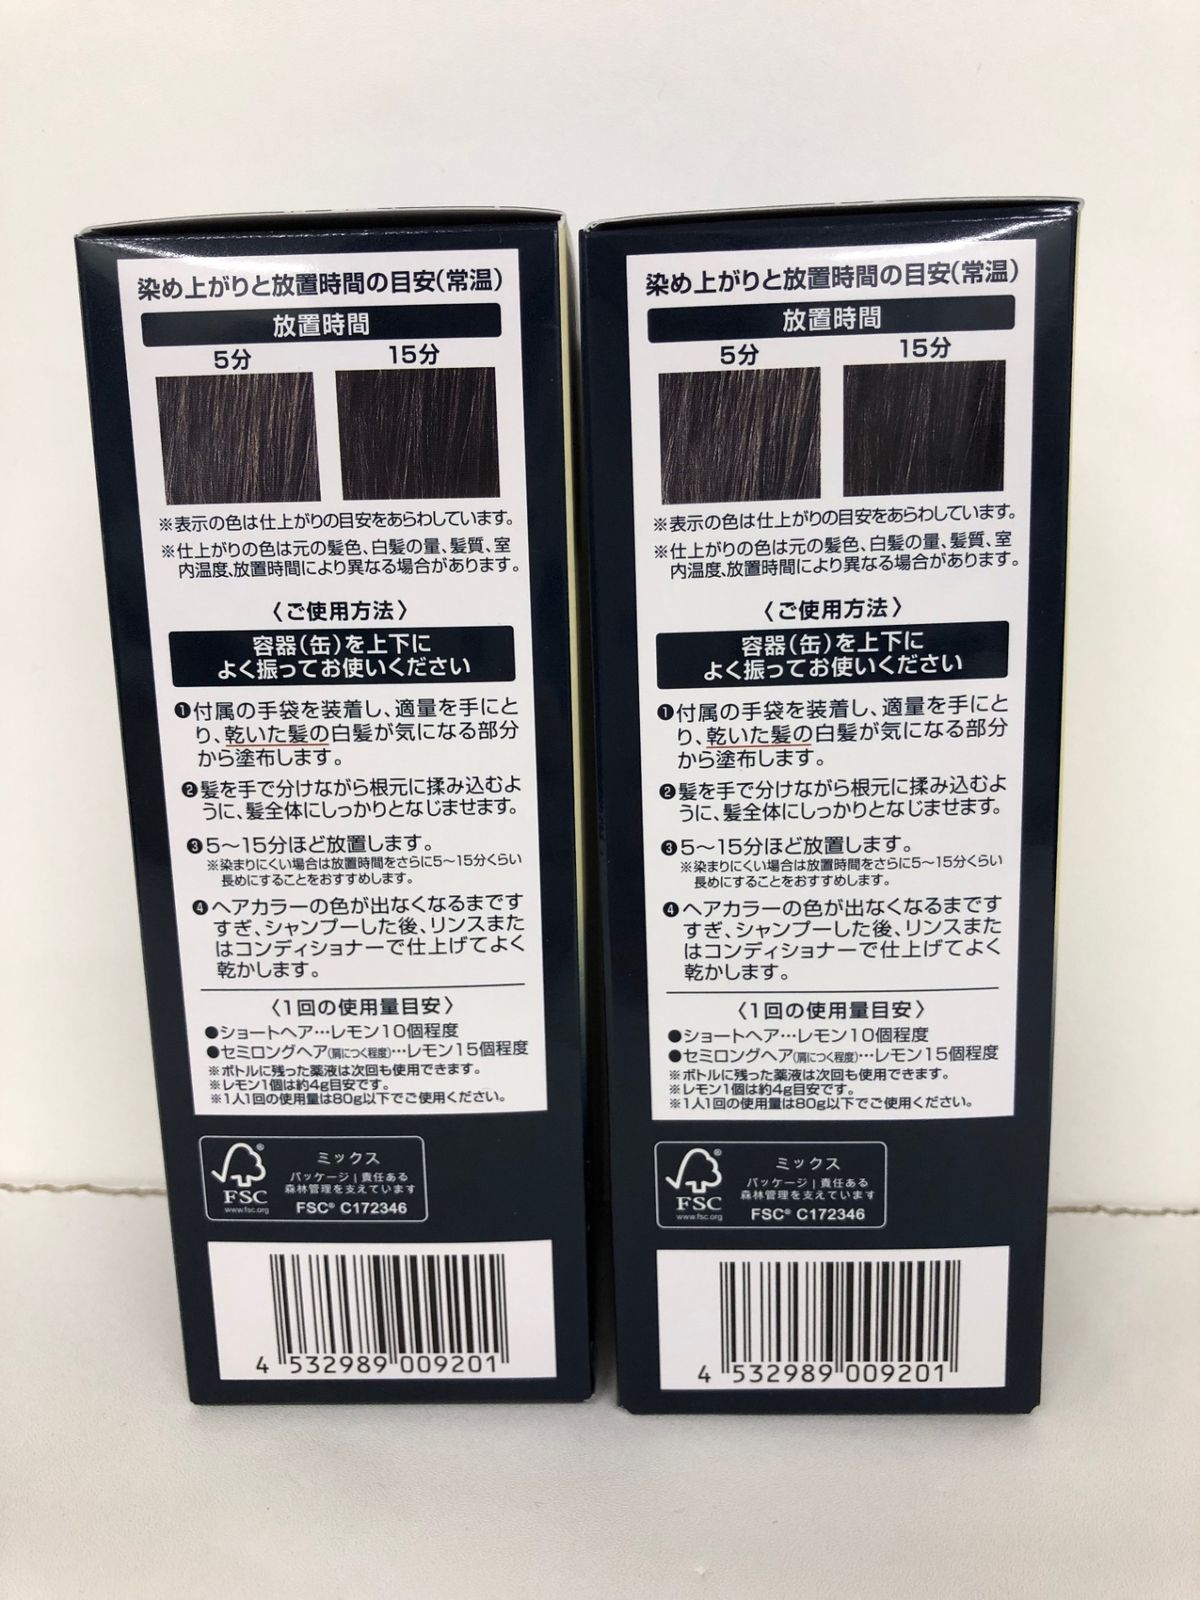 染め上がりと放置時間の目安(常温)
放置時間
5分 15分
※表示の色は仕上がりの目安をあらわしています。
※仕上がりの色は元の髪色、白髪の量、髪質、室
内温度、放置時間により異なる場合があります。
〈ご使用方法〉
容器(缶)を上下に
よく振ってお使いください
❶付属の手袋を装着し、適量を手にと
り、乾いた髪の白髪が気になる部分
から塗布します。
❷髪を手で分けながら根元に揉み込むよ
うに、髪全体にしっかりとなじませます。
❸5〜15分ほど放置します。
※染まりにくい場合は放置時間をさらに5〜15分くらい
長めにすることをおすすめします。
❹ヘアカラーの色が出なくなるまです
すぎ、シャンプーした後、リンスまた
はコンディショナーで仕上げてよく
乾かします。
〈1回の使用量目安〉
●ショートヘア…レモン10個程度
●セミロングヘア(肩につく程度)…レモン15個程度
※ボトルに残った薬液は次回も使用できます。
※レモン1個は約4g目安です。
※1人1回の使用量は80g以下でご使用ください。
FSC
www.fsc.org
ミックス
パッケージ | 責任ある
森林管理を支えています
FSC® C172346
4 532989 009201
染め上がりと放置時間の目安(常温)
放置時間
5分 15分
※表示の色は仕上がりの目安をあらわしています。
※仕上がりの色は元の髪色、白髪の量、髪質、室
内温度、放置時間により異なる場合があります。
〈ご使用方法〉
容器(缶)を上下に
よく振ってお使いください
❶付属の手袋を装着し、適量を手にと
り、乾いた髪の白髪が気になる部分
から塗布します。
❷髪を手で分けながら根元に揉み込むよ
うに、髪全体にしっかりとなじませます。
❸5〜15分ほど放置します。
※染まりにくい場合は放置時間をさらに5〜15分くらい
長めにすることをおすすめします。
❹ヘアカラーの色が出なくなるまです
すぎ、シャンプーした後、リンスまた
はコンディショナーで仕上げてよく
乾かします。
〈1回の使用量目安〉
●ショートヘア…レモン10個程度
●セミロングヘア(肩につく程度)…レモン15個程度
※ボトルに残った薬液は次回も使用できます。
※レモン1個は約4g目安です。
※1人1回の使用量は80g以下でご使用ください。
FSC
www.fsc.org
ミックス
パッケージ | 責任ある
森林管理を支えています
FSC® C172346
4 532989 009201